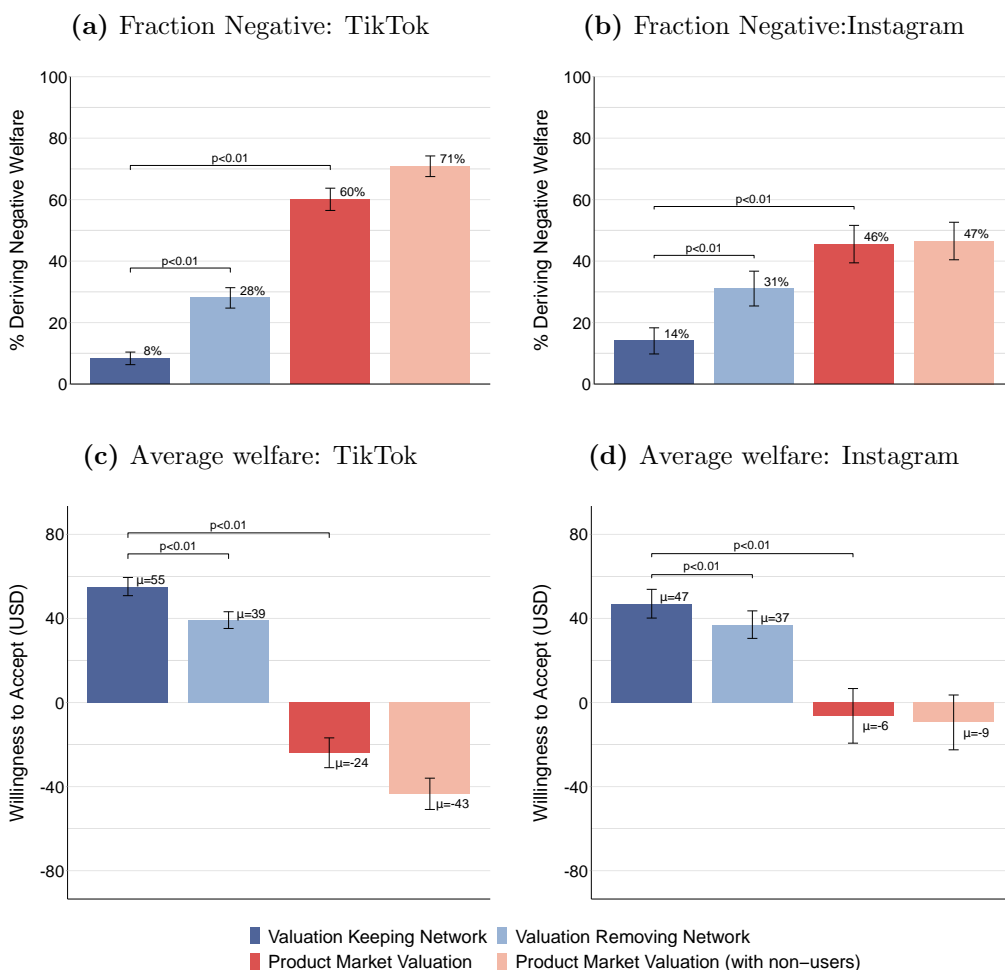 (a) Fraction Negative: TikTok
% Deriving Negative Welfare
100
80
60
40
20
0
p<0.01
p<0.01
8%
28%
60%
71%
(b) Fraction Negative:Instagram
% Deriving Negative Welfare
100
80
60
40
20
0
p<0.01
p<0.01
14%
31%
46%
47%
(c) Average welfare: TikTok
Willingness to Accept (USD)
80
40
0
-40
-80
p<0.01
p<0.01
μ=55
μ=39
μ=-24
μ=-43
(d) Average welfare: Instagram
Willingness to Accept (USD)
80
40
0
-40
-80
p<0.01
p<0.01
μ=47
μ=37
μ=-6
μ=-9
Valuation Keeping Network
Valuation Removing Network
Product Market Valuation
Product Market Valuation (with non−users)